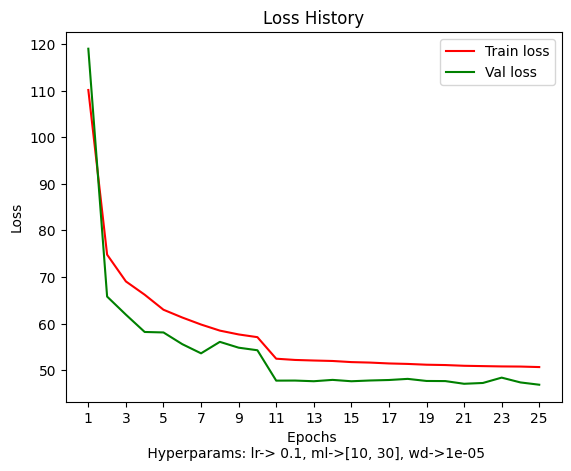 Loss History
Train loss
Val loss
120
110
100
90
80
70
60
50
Loss
1 3 5 7 9 11 13 15 17 19 21 23 25
Epochs
Hyperparams: lr-> 0.1, ml->[10, 30], wd->1e-05